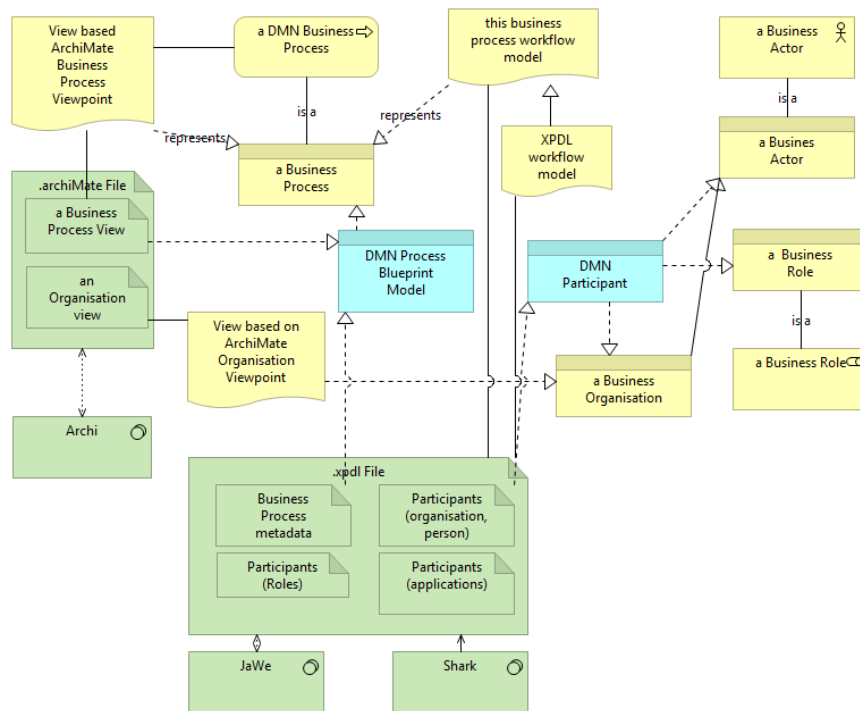 View based
ArchiMate
Business
Process
Viewpoint
a DMN Business
Process
this business
process workflow
model
a Business
Actor
is a
is a
represents
represents
XPDL
workflow
model
a Busines
Actor
a Business
Process
.archiMate File
a Business
Process View
an
Organisation
view
DMN Process
Blueprint
Model
DMN
Participant
a Business
Role
is a
View based on
ArchiMate
Organisation
Viewpoint
a Business
Organisation
a Business Role
Archi
.xpdl File
Business
Process
metadata
Participants
(organisation,
person)
Participants
(Roles)
Participants
(applications)
JaWe
Shark